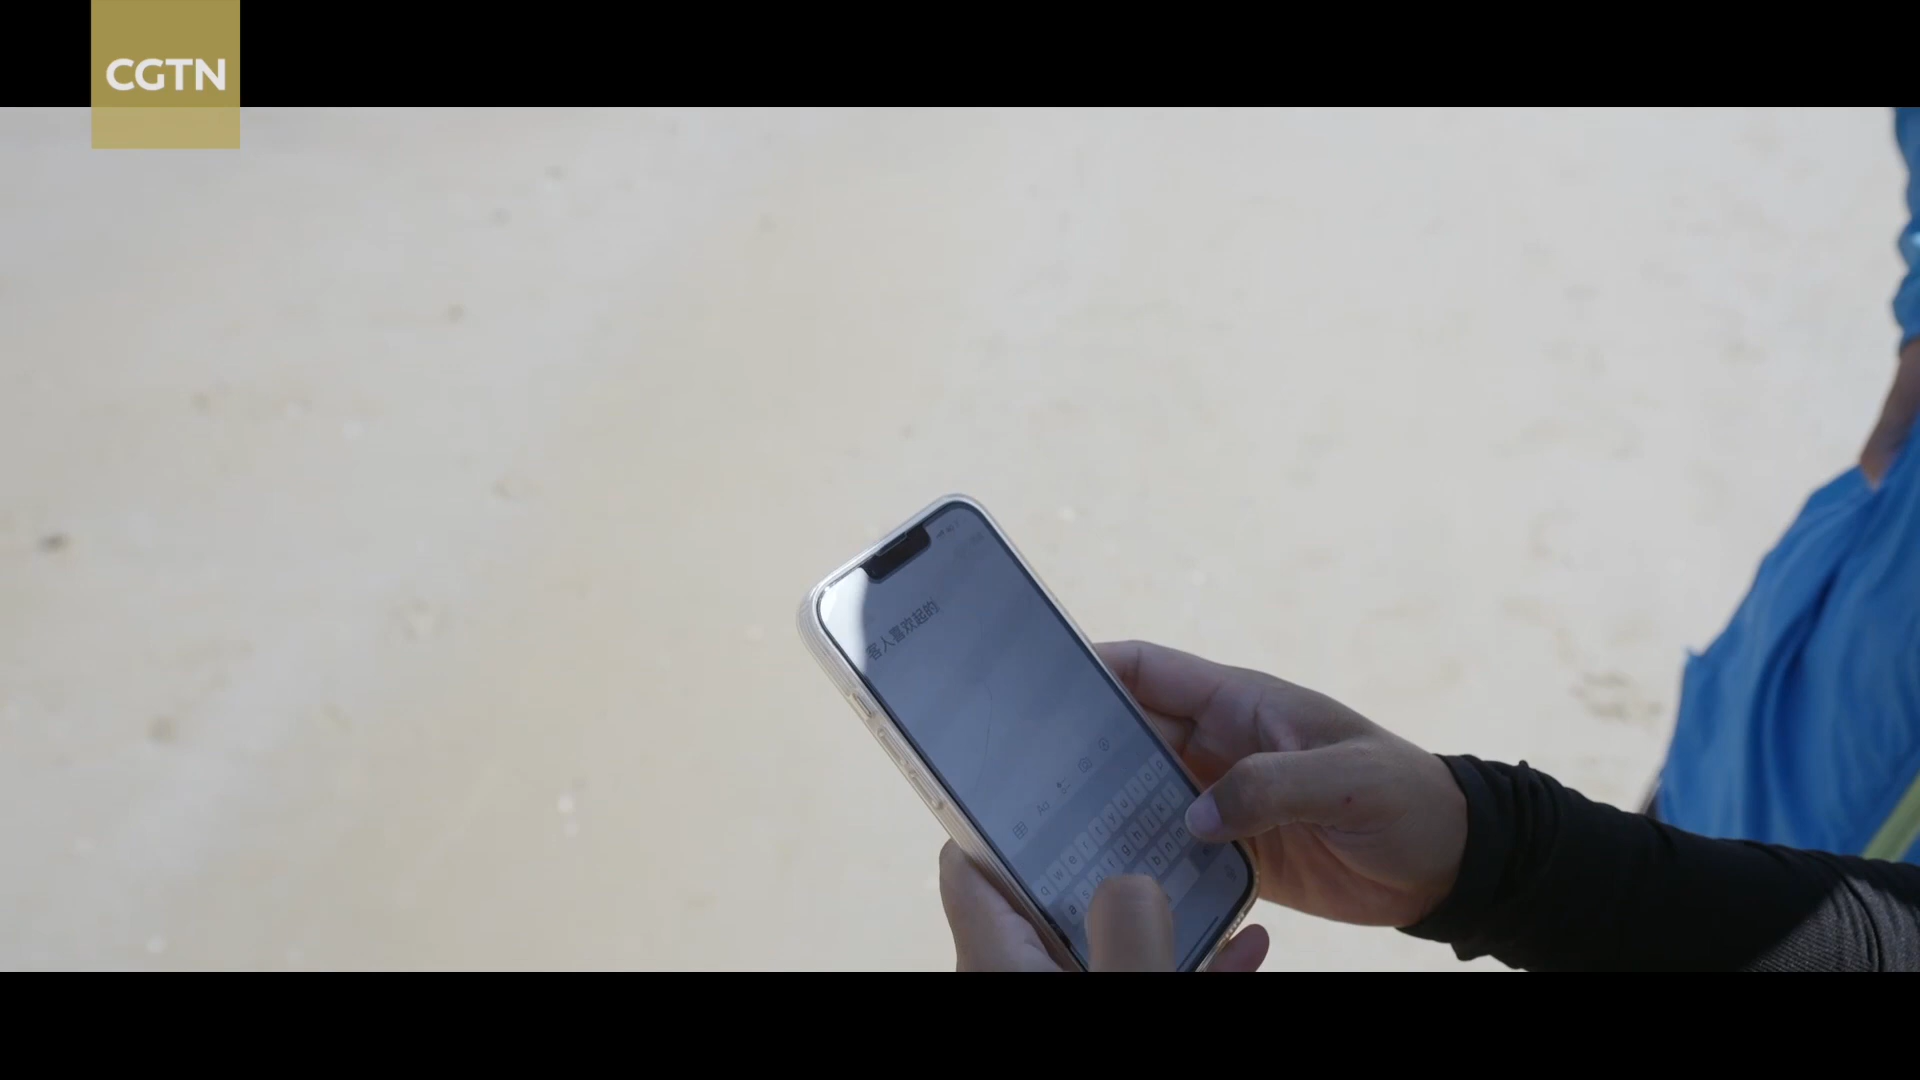 CGTN
客人喜欢起的
q w e r t y u i o p
a s d f g h j k l
b n m